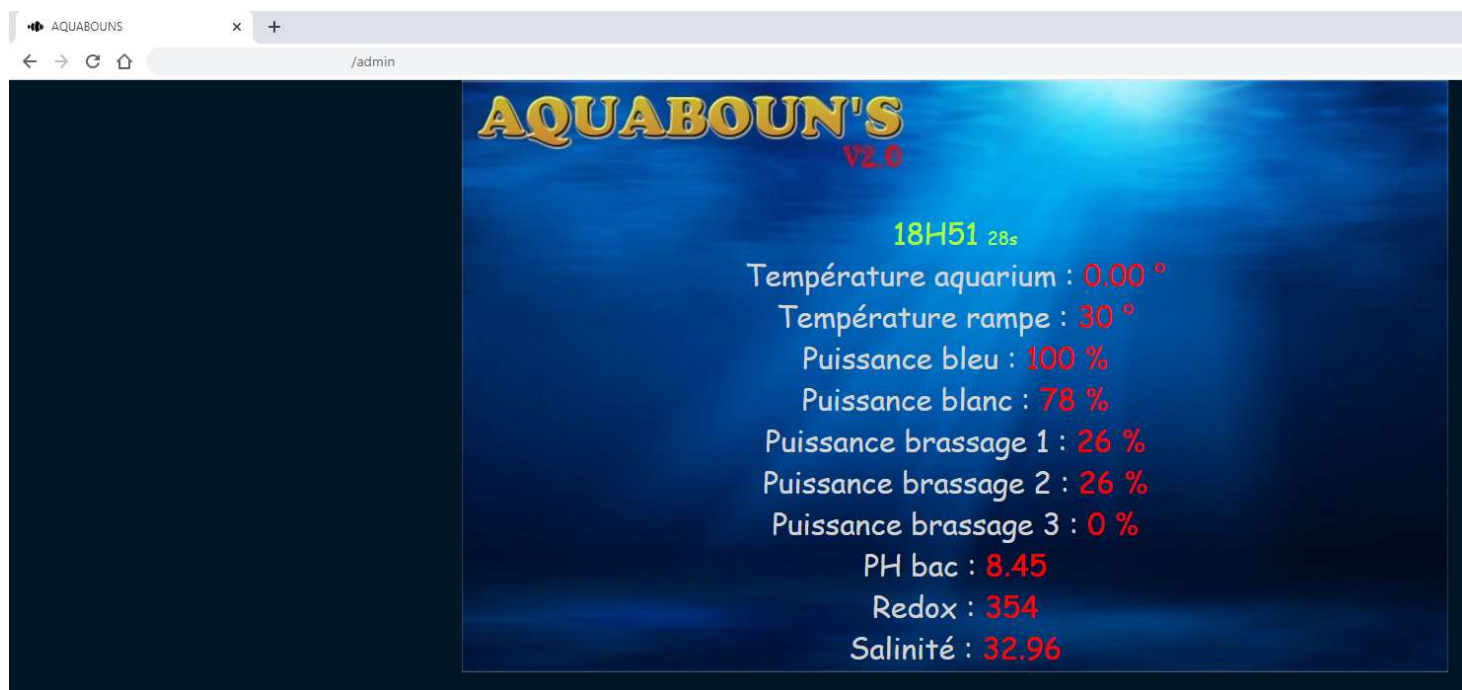 AQUABOUNS
/admin
AQUABOUN'S
V2.0
18H51 28s
Température aquarium : 0.00 °
Température rampe : 30 °
Puissance bleu : 100 %
Puissance blanc : 78 %
Puissance brassage 1 : 26 %
Puissance brassage 2 : 26 %
Puissance brassage 3 : 0 %
PH bac : 8.45
Redox : 354
Salinité : 32.96